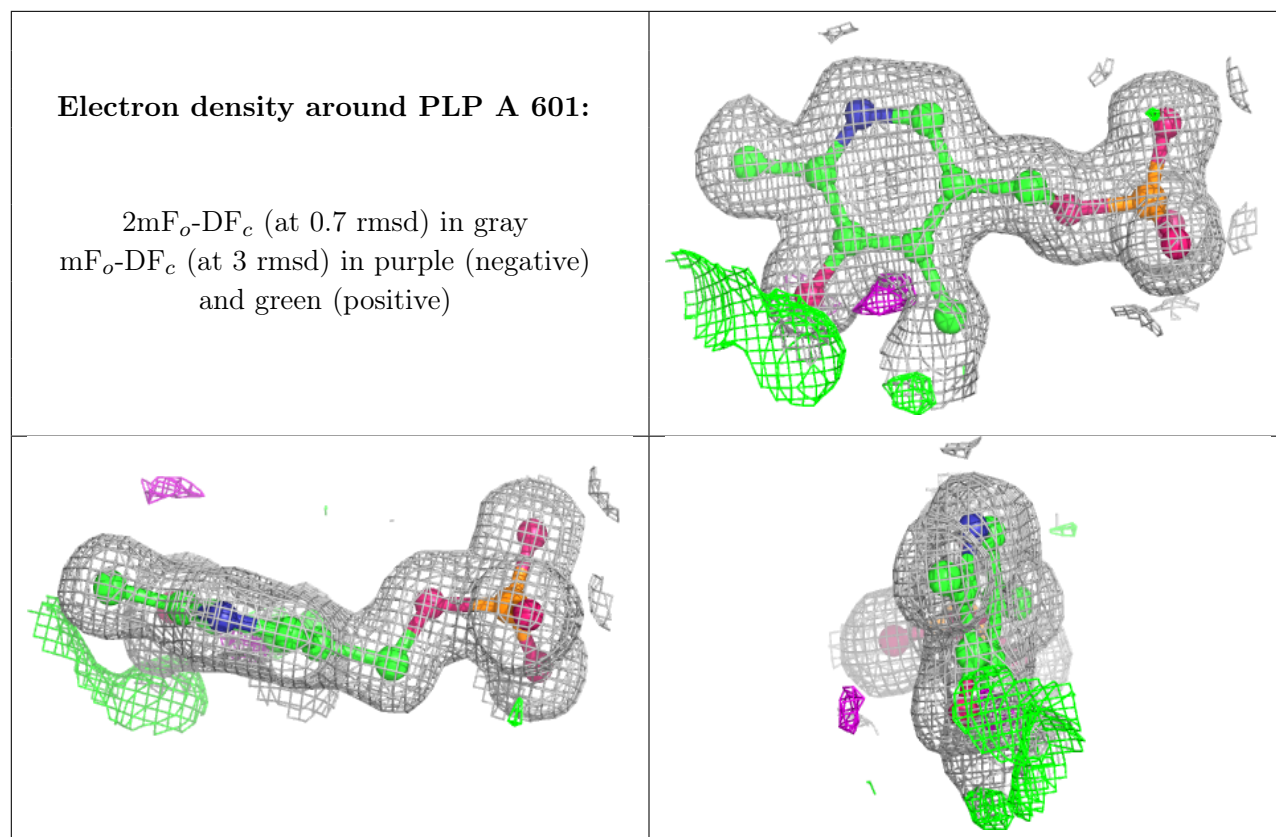 Electron density around PLP A 601:
2mFo-DFc (at 0.7 rmsd) in gray
mFo-DFc (at 3 rmsd) in purple (negative)
and green (positive)